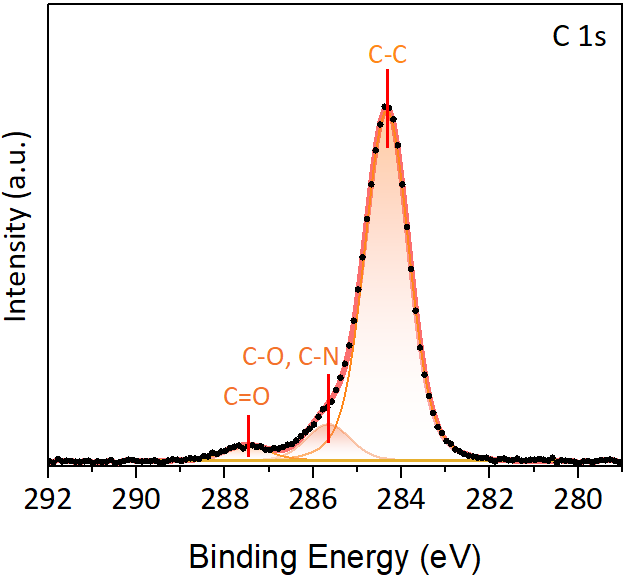 C 1s
C-C
Intensity (a.u.)
C-O, C-N
C=O
292 290 288 286 284 282 280
Binding Energy (eV)